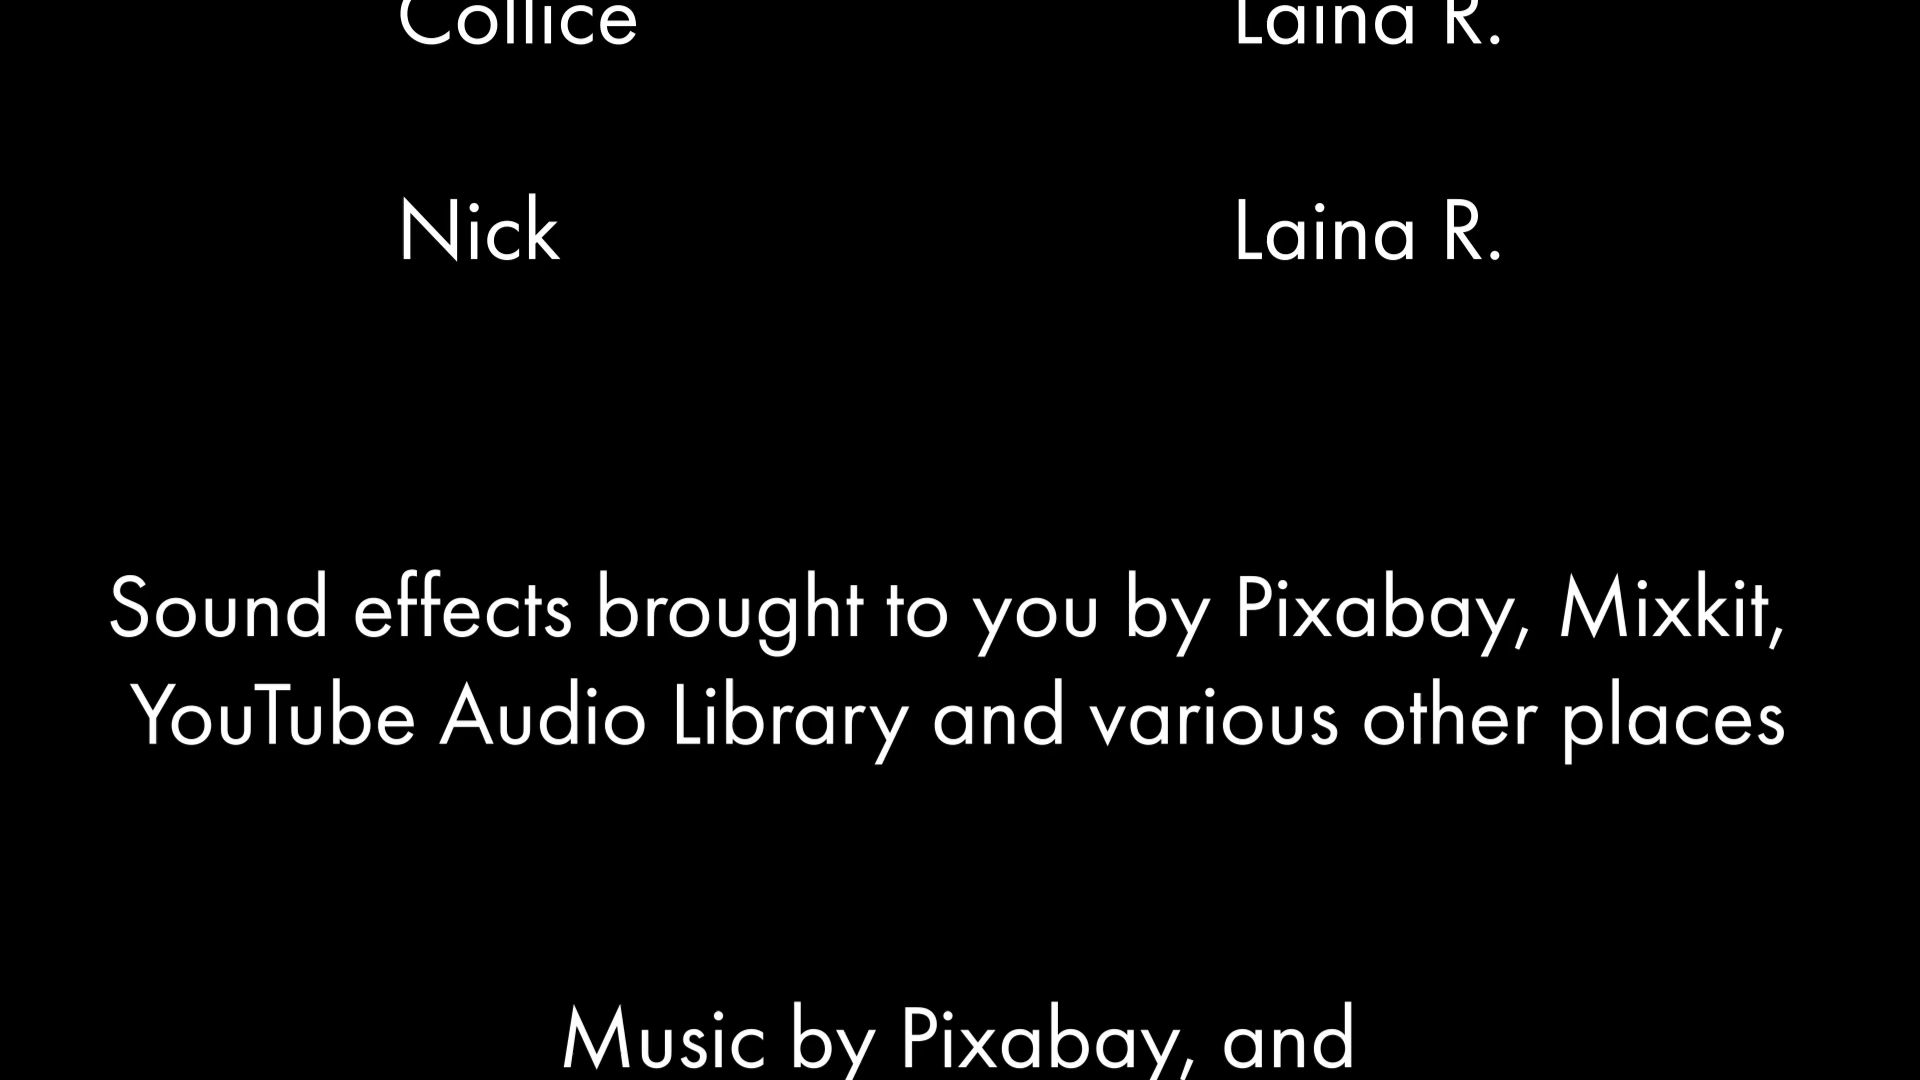 Collice Laina R.
Nick Laina R.
Sound effects brought to you by Pixabay, Mixkit,
YouTube Audio Library and various other places
Music by Pixabay, and